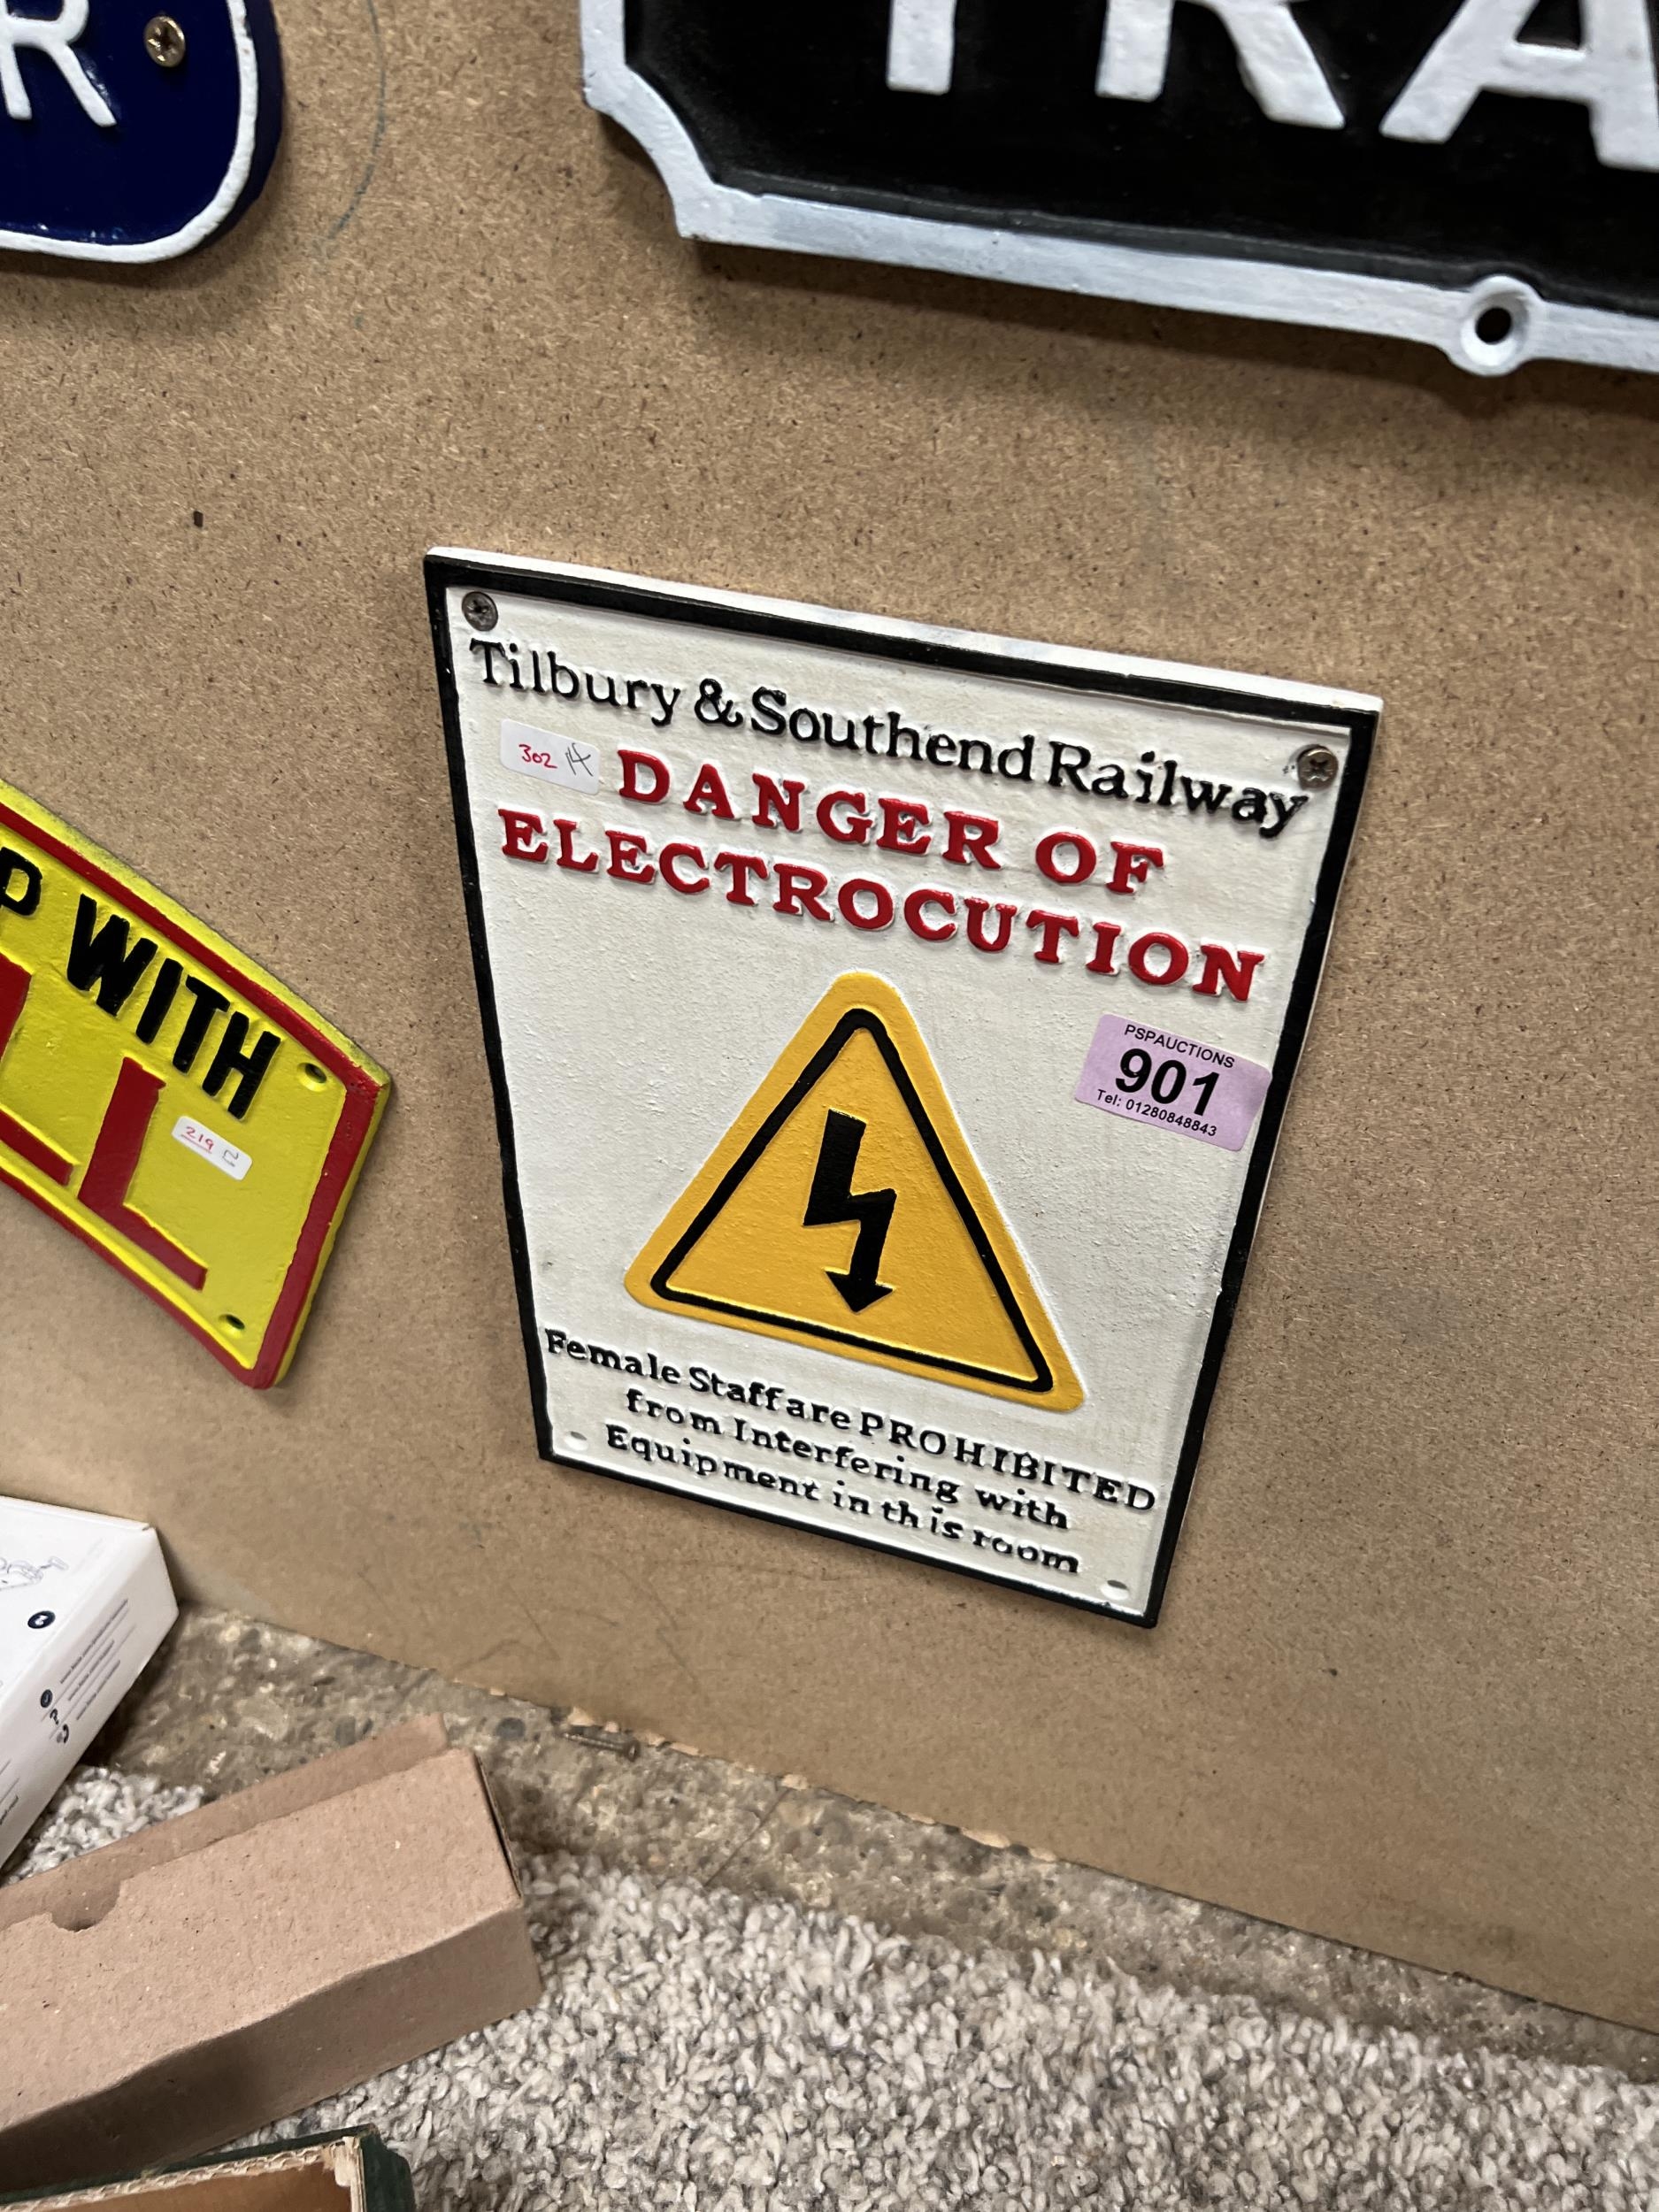 R
TRA
Tilbury & Southend Railway
302 14
DANGER OF
ELECTROCUTION
PSPAUCTIONS
901
Tel: 01280848843
P WITH
LL
219
Female Staff are PROHIBITED
from Interfering with
Equipment in this room